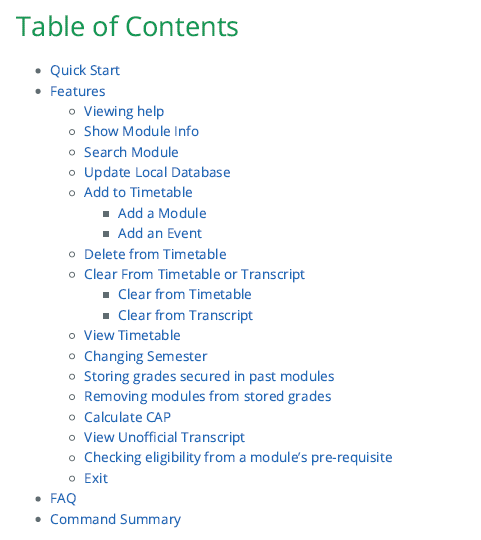 Table of Contents
Quick Start
Features
Viewing help
Show Module Info
Search Module
Update Local Database
Add to Timetable
Add a Module
Add an Event
Delete from Timetable
Clear From Timetable or Transcript
Clear from Timetable
Clear from Transcript
View Timetable
Changing Semester
Storing grades secured in past modules
Removing modules from stored grades
Calculate CAP
View Unofficial Transcript
Checking eligibility from a module’s pre-requisite
Exit
FAQ
Command Summary